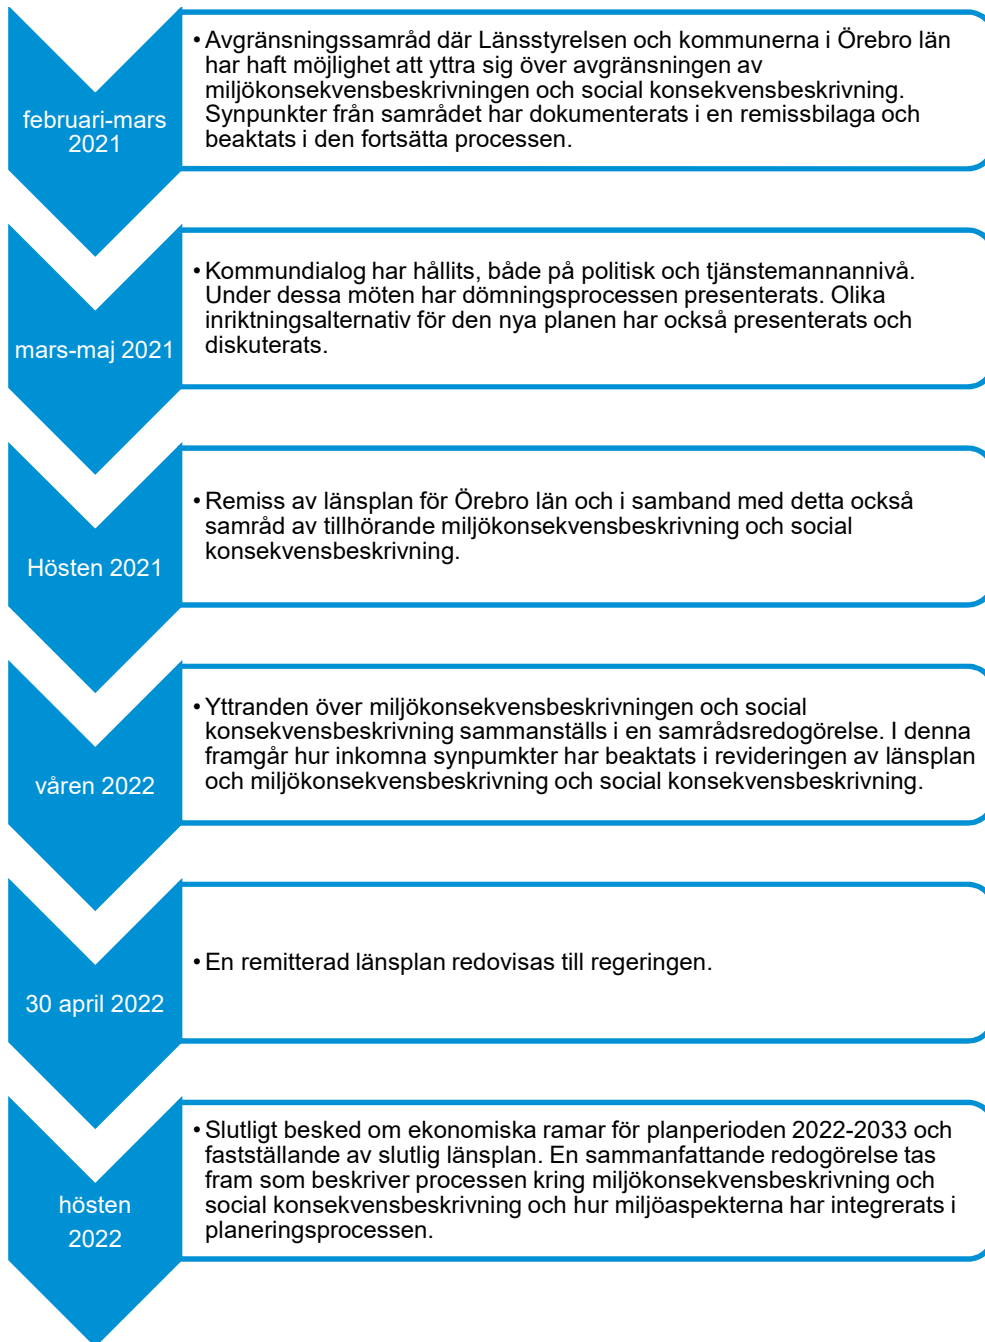 februari-mars
2021
• Avgränsningssamråd där Länsstyrelsen och kommunerna i Örebro län
har haft möjlighet att yttra sig över avgränsningen av
miljökonsekvensbeskrivningen och social konsekvensbeskrivning.
Synpunkter från samrådet har dokumenterats i en remissbilaga och
beaktats i den fortsätta processen.
mars-maj 2021
• Kommundialog har hållits, både på politisk och tjänstemannannivå.
Under dessa möten har dömningsprocessen presenterats. Olika
inriktningsalternativ för den nya planen har också presenterats och
diskuterats.
Hösten 2021
• Remiss av länsplan för Örebro län och i samband med detta också
samråd av tillhörande miljökonsekvensbeskrivning och social
konsekvensbeskrivning.
våren 2022
• Yttranden över miljökonsekvensbeskrivningen och social
konsekvensbeskrivning sammanställs i en samrådsredogörelse. I denna
framgår hur inkomna synpumkter har beaktats i revideringen av länsplan
och miljökonsekvensbeskrivning och social konsekvensbeskrivning.
30 april 2022
• En remitterad länsplan redovisas till regeringen.
hösten
2022
• Slutligt besked om ekonomiska ramar för planperioden 2022-2033 och
fastställande av slutlig länsplan. En sammanfattande redogörelse tas
fram som beskriver processen kring miljökonsekvensbeskrivning och
social konsekvensbeskrivning och hur miljöaspekterna har integrerats i
planeringsprocessen.